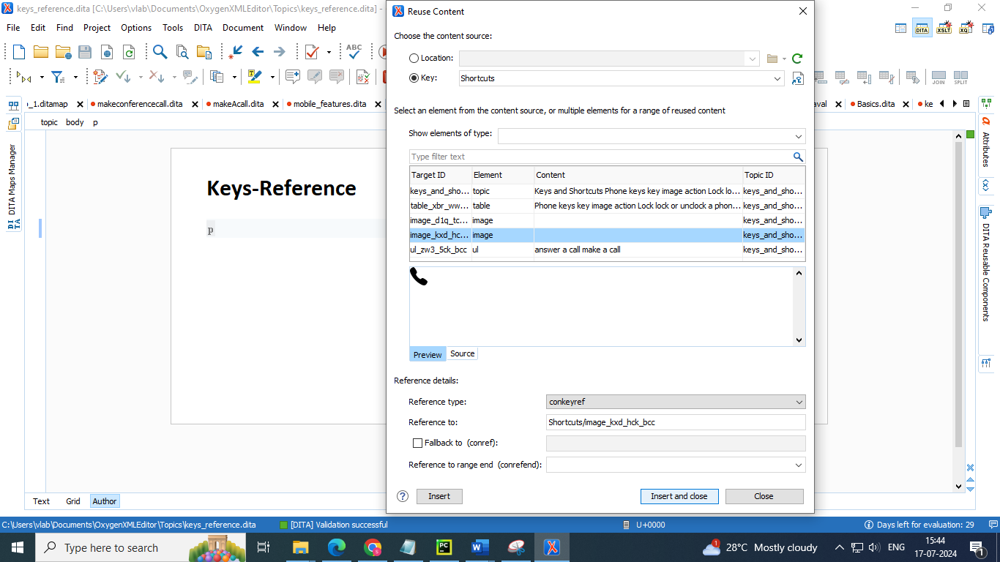 keys_reference.dita [C:\Users\vlab\Documents\OxygenXMLEditor\Topics\keys_reference.dita] -
Reuse Content
File Edit Find Project Options Tools DITA Document Window Help
Choose the content source:
Location:
Key: Shortcuts
DITA XSLT XQ
ABC
JOIN SPLIT
_1.ditamap makeconferencecall.dita makeAcall.dita mobile_features.dita
aval Basics.dita ke
topic body p
Select an element from the content source, or multiple elements for a range of reused content
Show elements of type:
Type filter text
Target ID Element Content Topic ID
keys_and_sho... topic Keys and Shortcuts Phone keys key image action Lock lo... keys_and_sho...
table_xbr_ww... table Phone keys key image action Lock lock or unclock a phon... keys_and_sho...
image_d1q_tc... image keys_and_sho...
image_kxd_hc... image keys_and_sho...
ul_zw3_5ck_bcc ul answer a call make a call keys_and_sho...
Keys-Reference
p
DITA Maps Manager
DITA
Attributes
DITA Reusable Components
Preview Source
Reference details:
Reference type: conkeyref
Reference to: Shortcuts/image_kxd_hck_bcc
Fallback to (conref):
Reference to range end (conrefend):
Insert Insert and close Close
Text Grid Author
C:\Users\vlab\Documents\OxygenXMLEditor\Topics\keys_reference.dita [DITA] Validation successful U+0000 Days left for evaluation: 29
Type here to search
28°C Mostly cloudy ENG
15:44
17-07-2024
1